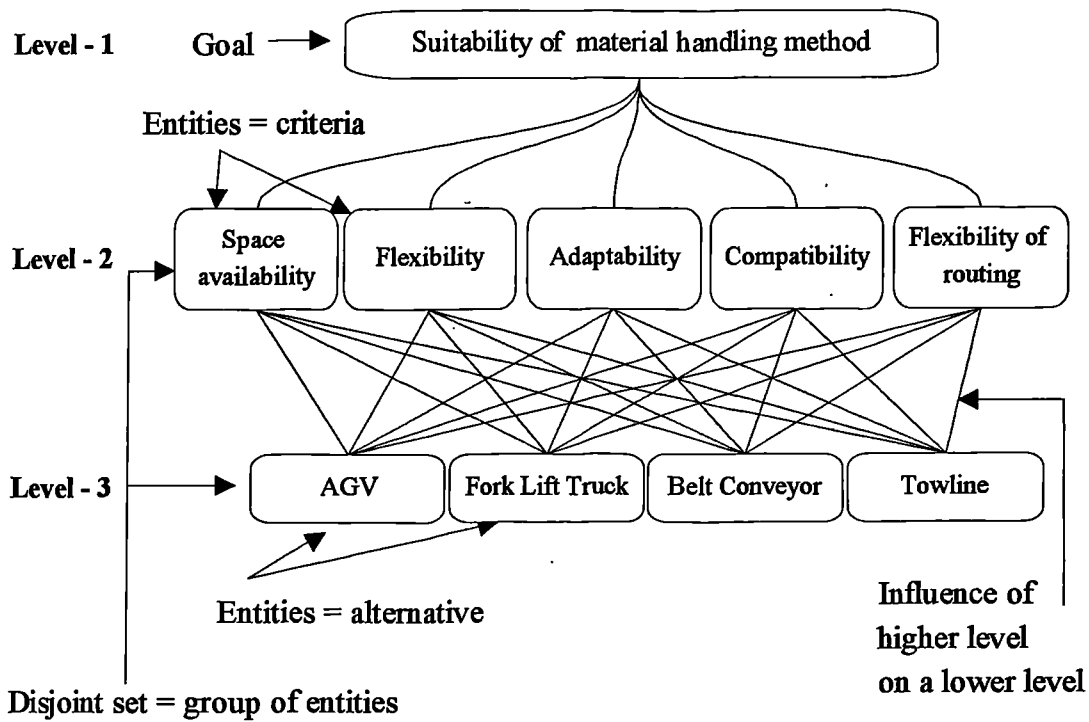 Level - 1
Goal
Suitability of material handling method
Entities = criteria
Level - 2
Space
availability
Flexibility
Adaptability
Compatibility
Flexibility of
routing
Level - 3
AGV
Fork Lift Truck
Belt Conveyor
Towline
Entities = alternative
Influence of
higher level
on a lower level
Disjoint set = group of entities